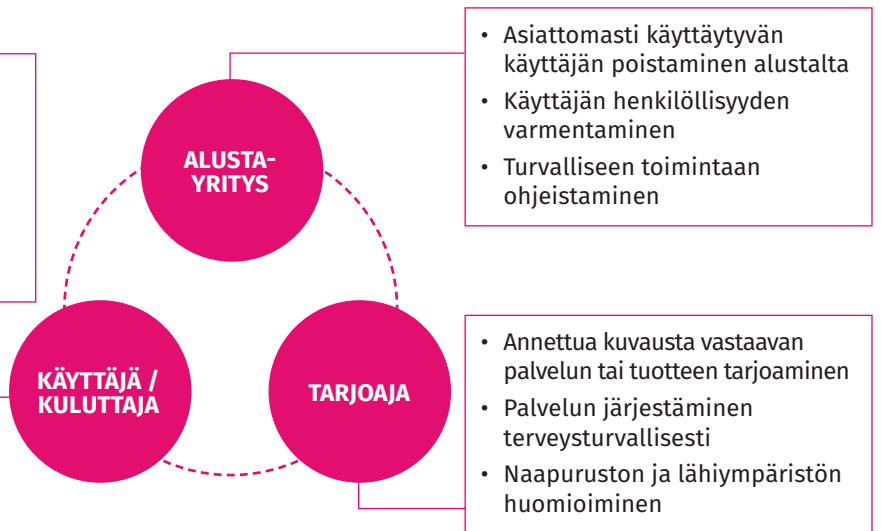 • Asiattomasti käyttäytyvän
käyttäjän poistaminen alustalta
• Käyttäjän henkilöllisyyden
varmentaminen
• Turvalliseen toimintaan
ohjeistaminen
ALUSTA-
YRITYS
KÄYTTÄJÄ /
KULUTTAJA
TARJOAJA
• Annettua kuvausta vastaavan
palvelun tai tuotteen tarjoaminen
• Palvelun järjestäminen
terveysturvallisesti
• Naapuruston ja lähiympäristön
huomioiminen